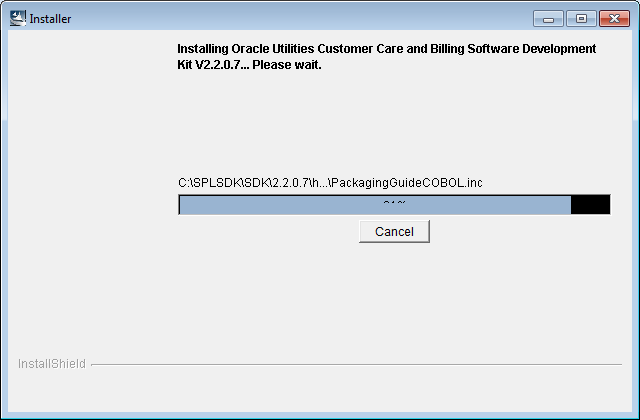 Installer
Installing Oracle Utilities Customer Care and Billing Software Development
Kit V2.2.0.7... Please wait.
C:\SPLSDK\SDK\2.2.0.7\h...\PackagingGuideCOBOL.inc
Cancel
InstallShield